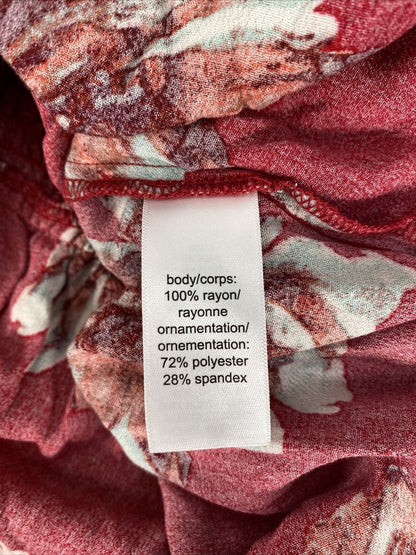 body/corps:
100% rayon/
rayonne
ornamentation/
ornementation:
72% polyester
28% spandex